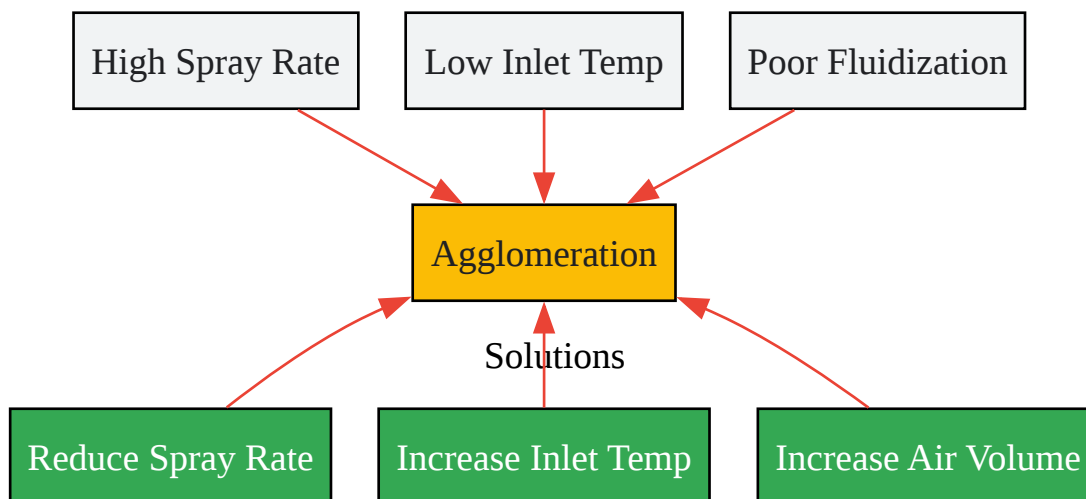 High Spray Rate
Low Inlet Temp
Poor Fluidization
Agglomeration
Solutions
Reduce Spray Rate
Increase Inlet Temp
Increase Air Volume